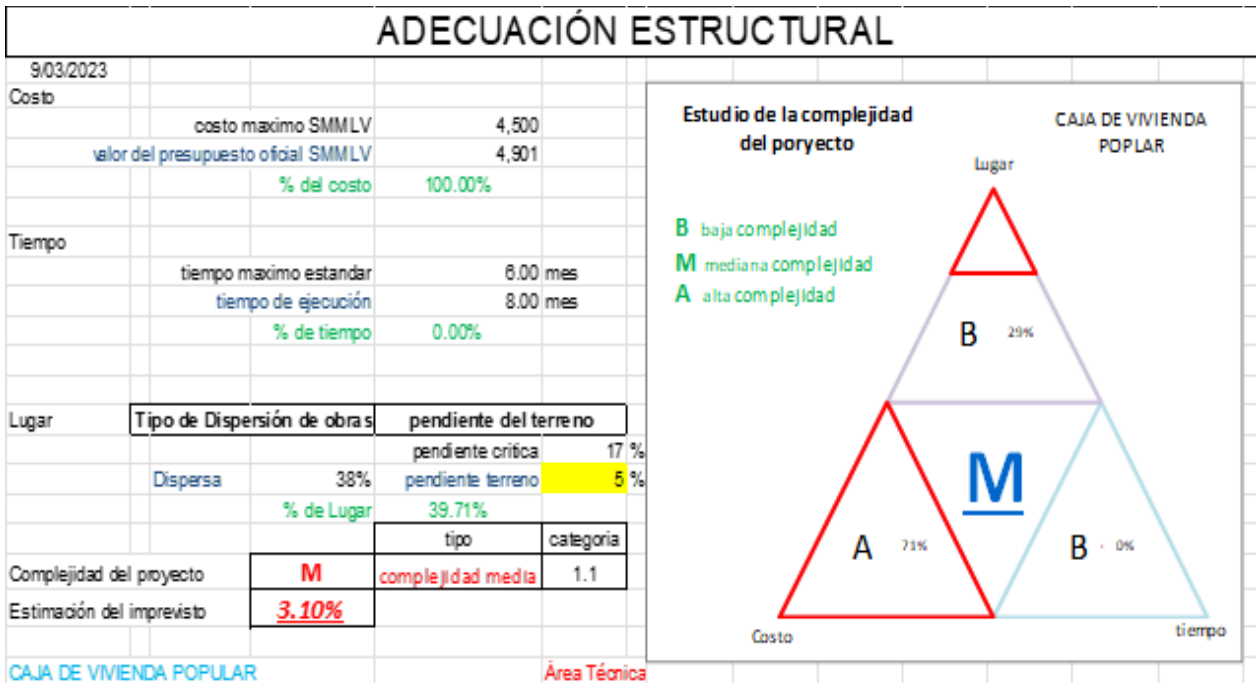 ADECUACIÓN ESTRUCTURAL
9/03/2023
Costo
costo maximo SMMLV 4,500
valor del presupuesto oficial SMMLV 4,901
% del costo 100.00%
Tiempo
tiempo maximo estandar 6.00 mes
tiempo de ejecución 8.00 mes
% de tiempo 0.00%
Lugar Tipo de Dispersión de obras pendiente del terreno
pendiente critica 17 %
Dispersa 38% pendiente terreno 5 %
% de Lugar 39.71%
tipo categoria
Complejidad del proyecto M complejidad media 1.1
Estimación del imprevisto 3.10%
CAJA DE VIVIENDA POPULAR Área Técnica
Estudio de la complejidad
del poryecto
CAJA DE VIVIENDA
POPLAR
Lugar
B baja complejidad
M mediana complejidad
A alta complejidad
B 29%
M
A 71%
B 0%
Costo
tiempo